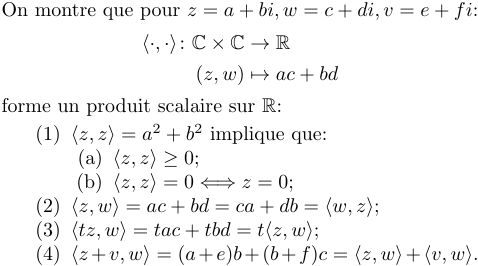 On montre que pour z = a + bi, w = c + di, v = e + fi:
⟨·, ·⟩: ℂ × ℂ → ℝ
(z, w) ↦ ac + bd
forme un produit scalaire sur ℝ:
(1) ⟨z, z⟩ = a² + b² implique que:
(a) ⟨z, z⟩ ≥ 0;
(b) ⟨z, z⟩ = 0 ⟺ z = 0;
(2) ⟨z, w⟩ = ac + bd = ca + db = ⟨w, z⟩;
(3) ⟨tz, w⟩ = tac + tbd = t⟨z, w⟩;
(4) ⟨z + v, w⟩ = (a + e)b + (b + f)c = ⟨z, w⟩ + ⟨v, w⟩.